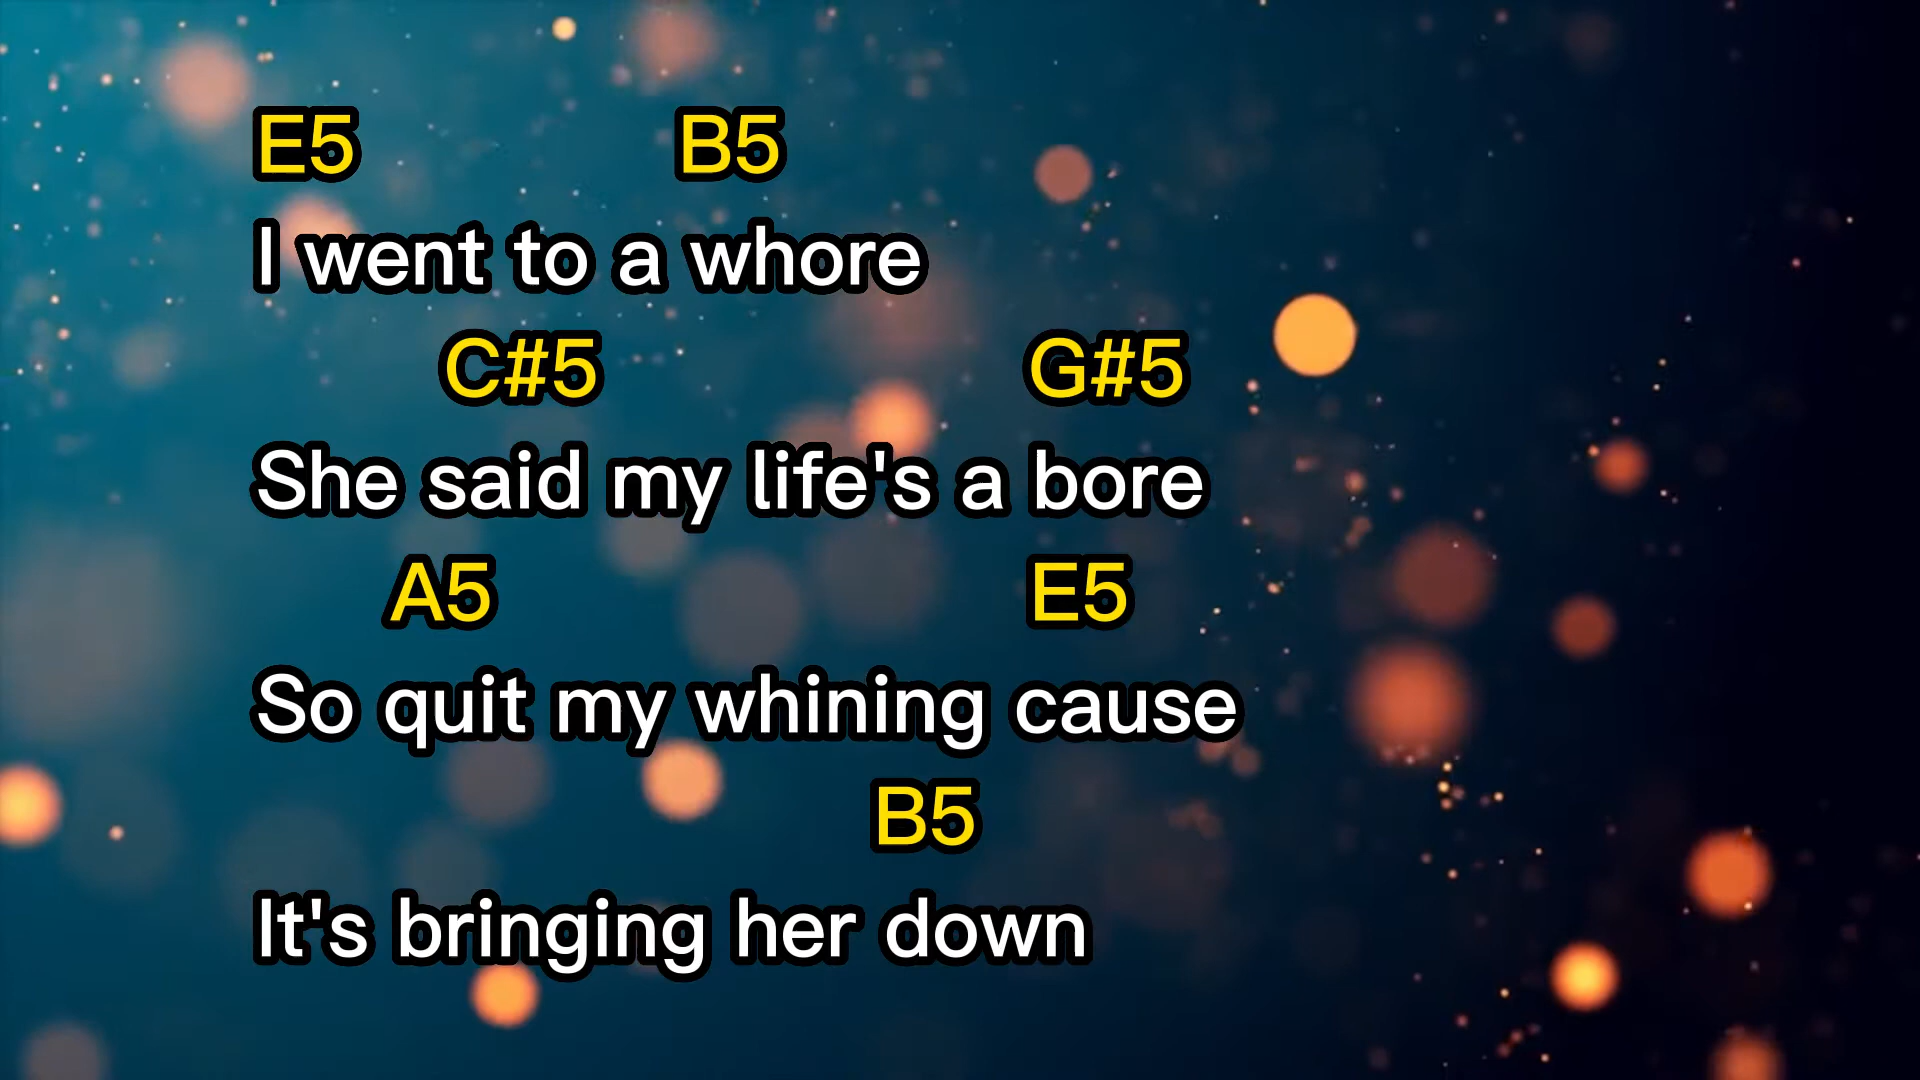 E5 B5
I went to a whore
C#5 G#5
She said my life's a bore
A5 E5
So quit my whining cause
B5
It's bringing her down